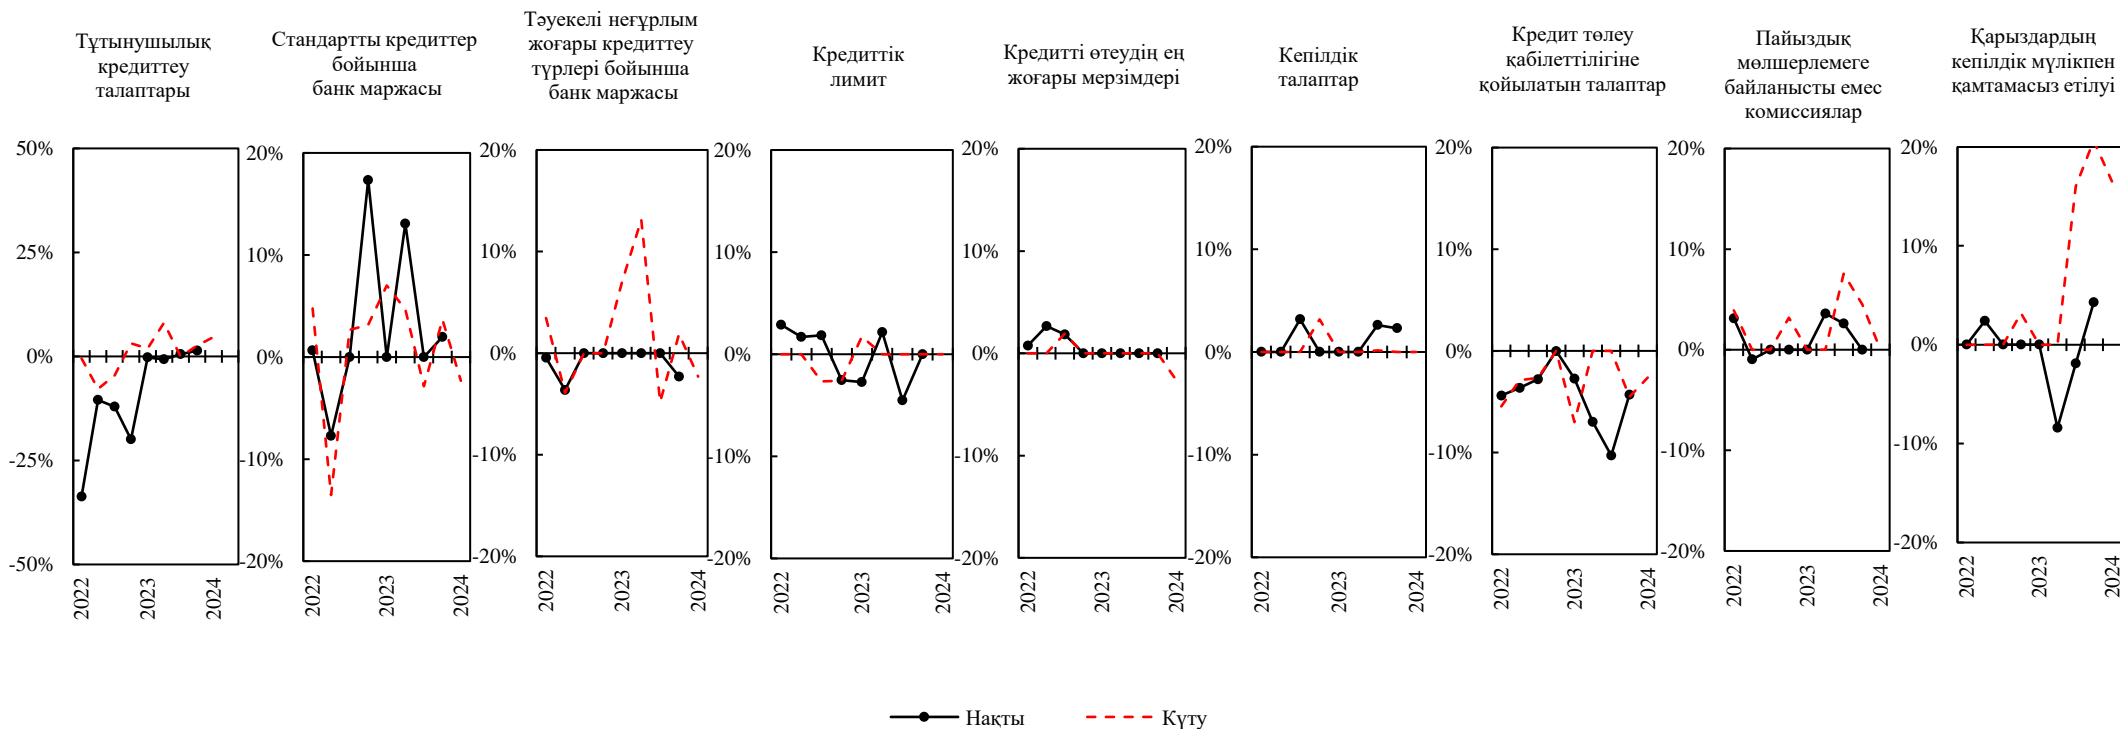 Тұтынушылық
кредиттеу
талаптары
Стандартты кредиттер
бойынша
банк маржасы
Тәуекелі неғұрлым
жоғары кредиттеу
түрлері бойынша
банк маржасы
Кредиттік
лимит
Кредитті өтеудің ең
жоғары мерзімдері
Кепілдік
талаптар
Кредит төлеу
қабілеттілігіне
қойылатын талаптар
Пайыздық
мөлшерлемеге
байланысты емес
комиссиялар
Қарыздардың
кепілдік мүлікпен
қамтамасыз етілуі
50%
25%
0%
-25%
-50%
2022
2023
2024
20%
10%
0%
-10%
-20%
2022
2023
2024
20%
10%
0%
-10%
-20%
2022
2023
2024
20%
10%
0%
-10%
-20%
2022
2023
2024
20%
10%
0%
-10%
-20%
2022
2023
2024
20%
10%
0%
-10%
-20%
2022
2023
2024
20%
10%
0%
-10%
-20%
2022
2023
2024
20%
10%
0%
-10%
-20%
2022
2023
2024
20%
10%
0%
-10%
-20%
2022
2023
2024
Нақты
Күту